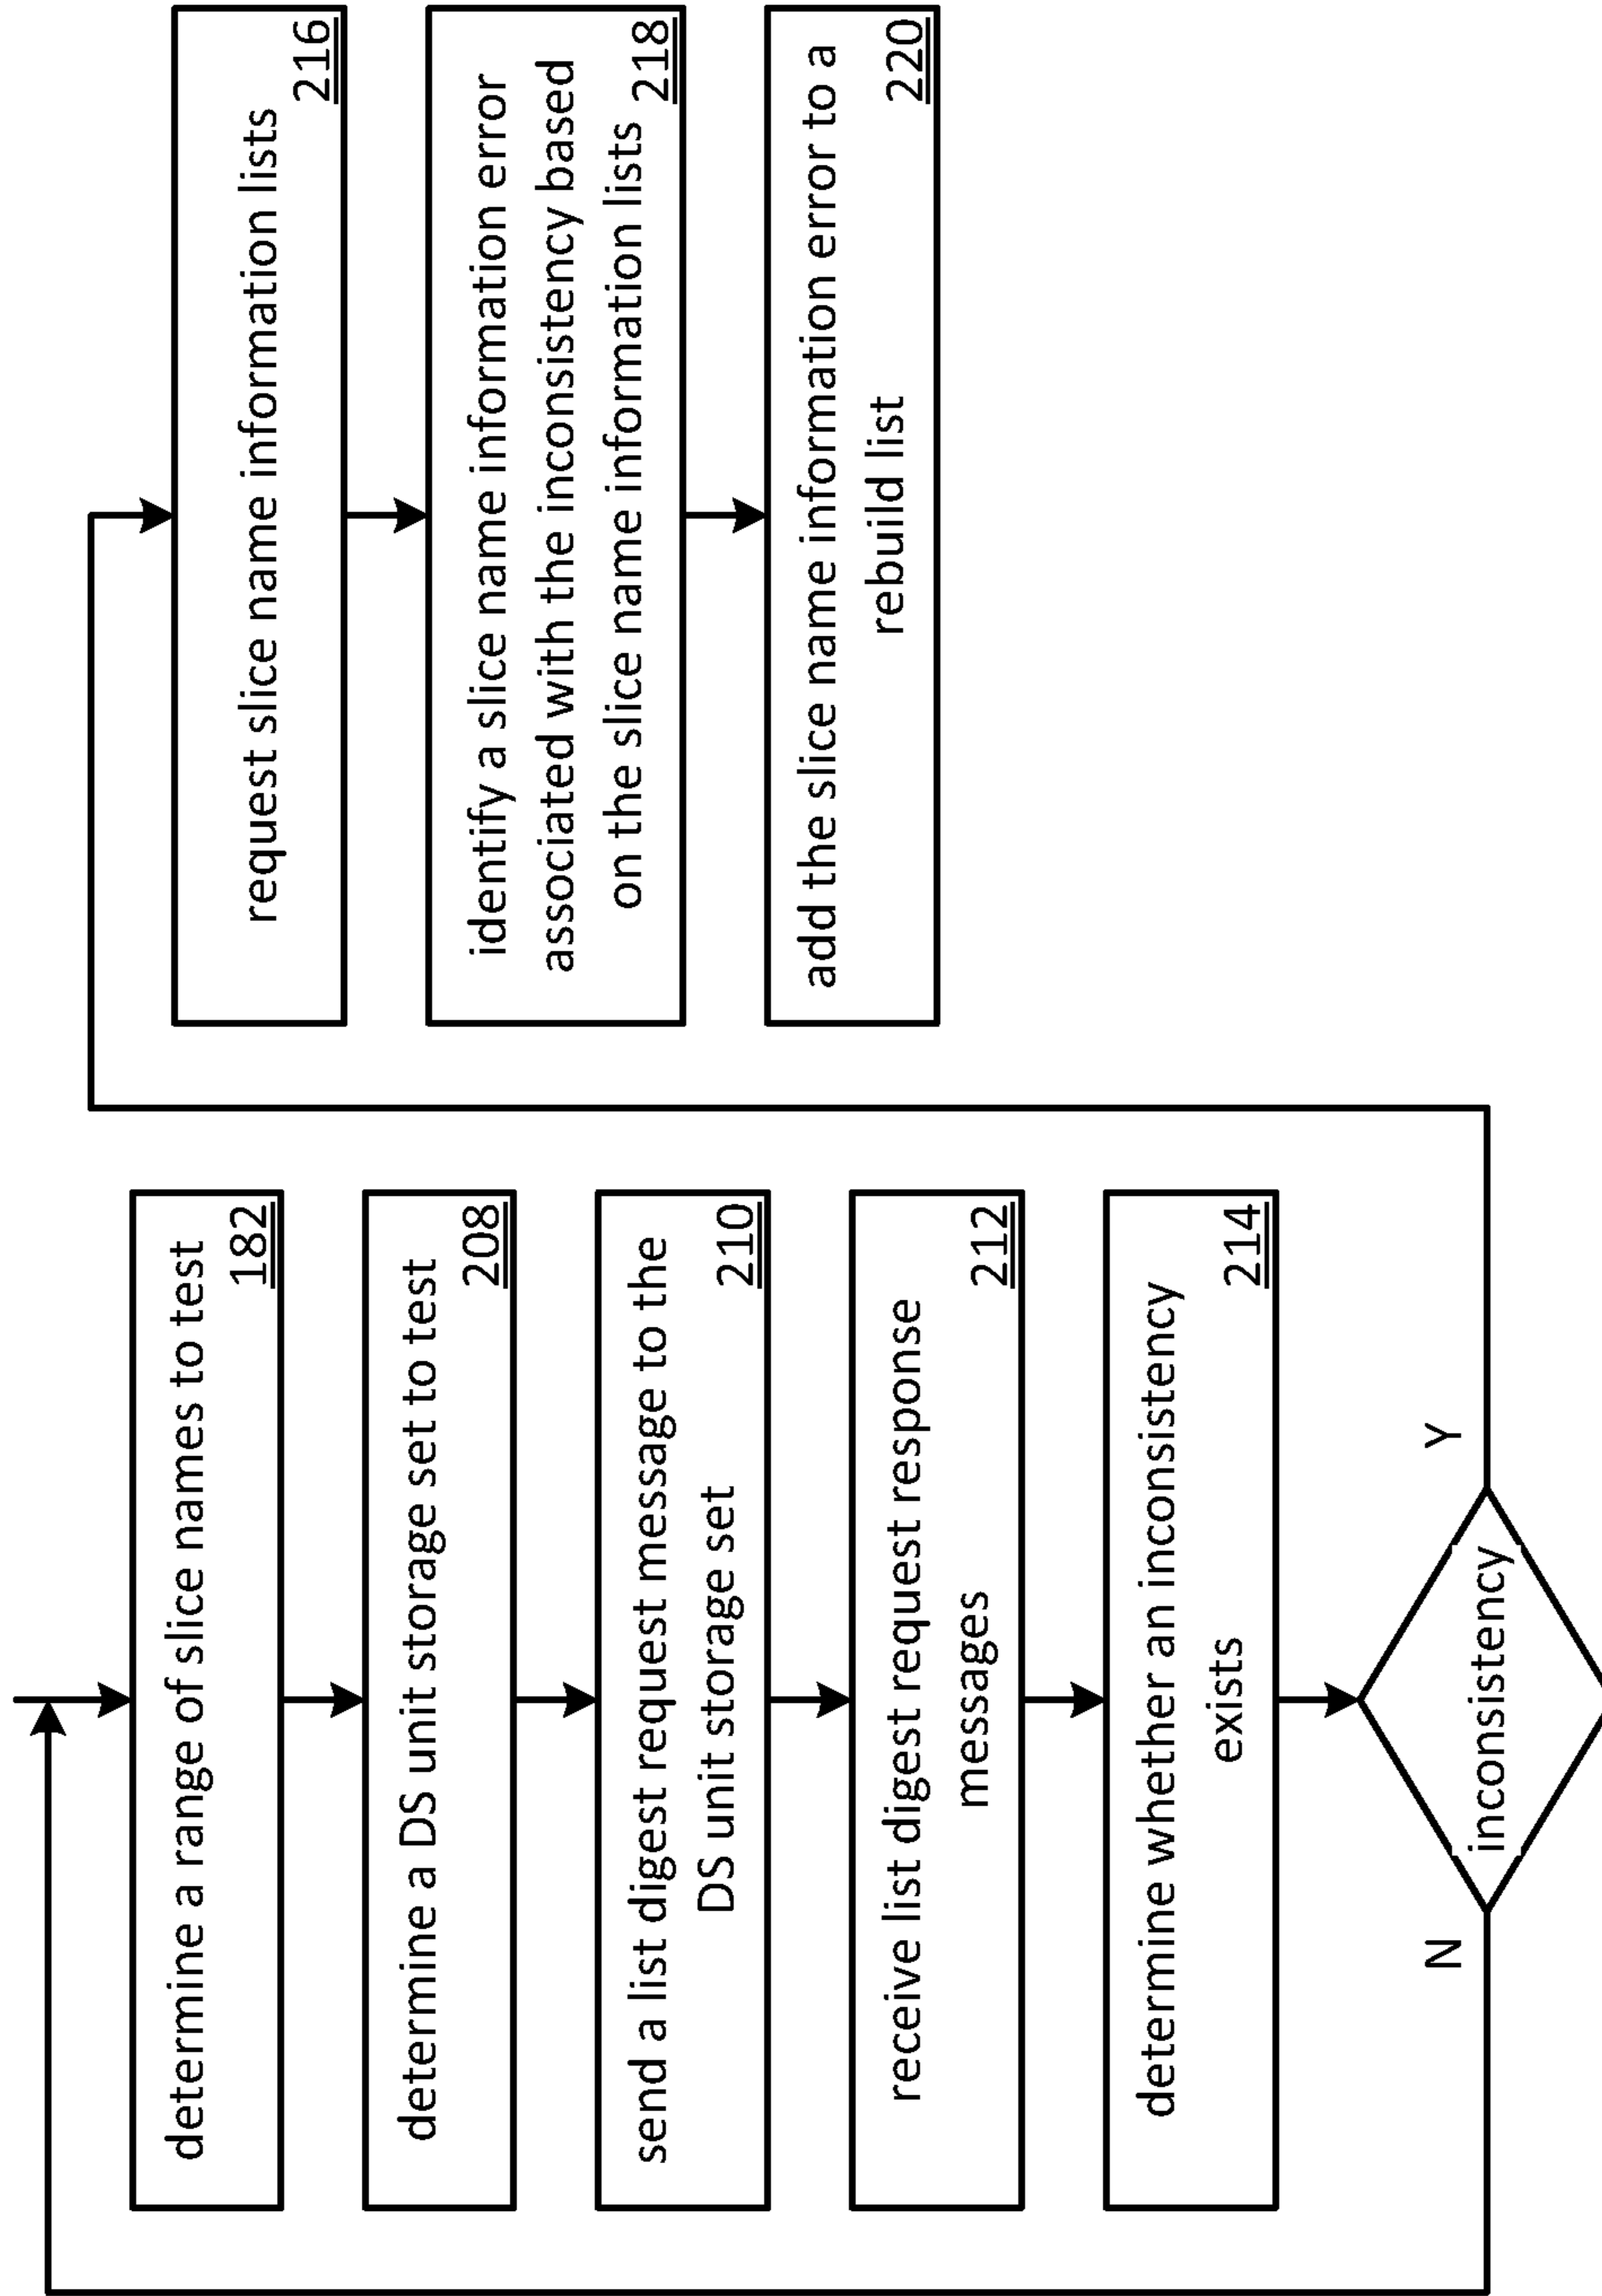 determine a range of slice names to test
182
determine a DS unit storage set to test
208
send a list digest request message to the
DS unit storage set
210
receive list digest request response
messages
212
determine whether an inconsistency
exists
214
inconsistency
N
Y
request slice name information lists
216
identify a slice name information error
associated with the inconsistency based
on the slice name information lists
218
add the slice name information error to a
rebuild list
220